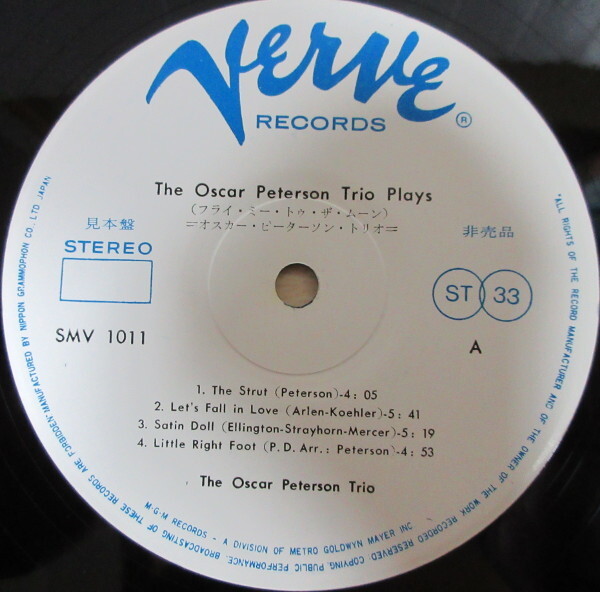 Verve
RECORDS ®
The Oscar Peterson Trio Plays
(フライ・ミー・トゥ・ザ・ムーン)
=オスカー・ピーターソン・トリオ=
見本盤
非売品
STEREO
ST 33
SMV 1011
A
1. The Strut (Peterson)-4: 05
2. Let's Fall in Love (Arlen-Koehler)-5: 41
3. Satin Doll (Ellington-Strayhorn-Mercer)-5: 19
4. Little Right Foot (P. D. Arr.: Peterson)-4: 53
The Oscar Peterson Trio
M-G-M RECORDS - A DIVISION OF METRO GOLDWYN MAYER INC
"ALL RIGHTS OF THE RECORD MANUFACTURER AND OF THE OWNER OF THE WORK RECORDED RESERVED. COPYING, PUBLIC PERFORMANCE, BROADCASTING OF THESE RECORDS ARE FORBIDDEN" MANUFACTURED BY NIPPON GRAMMOPHON CO., LTD JAPAN